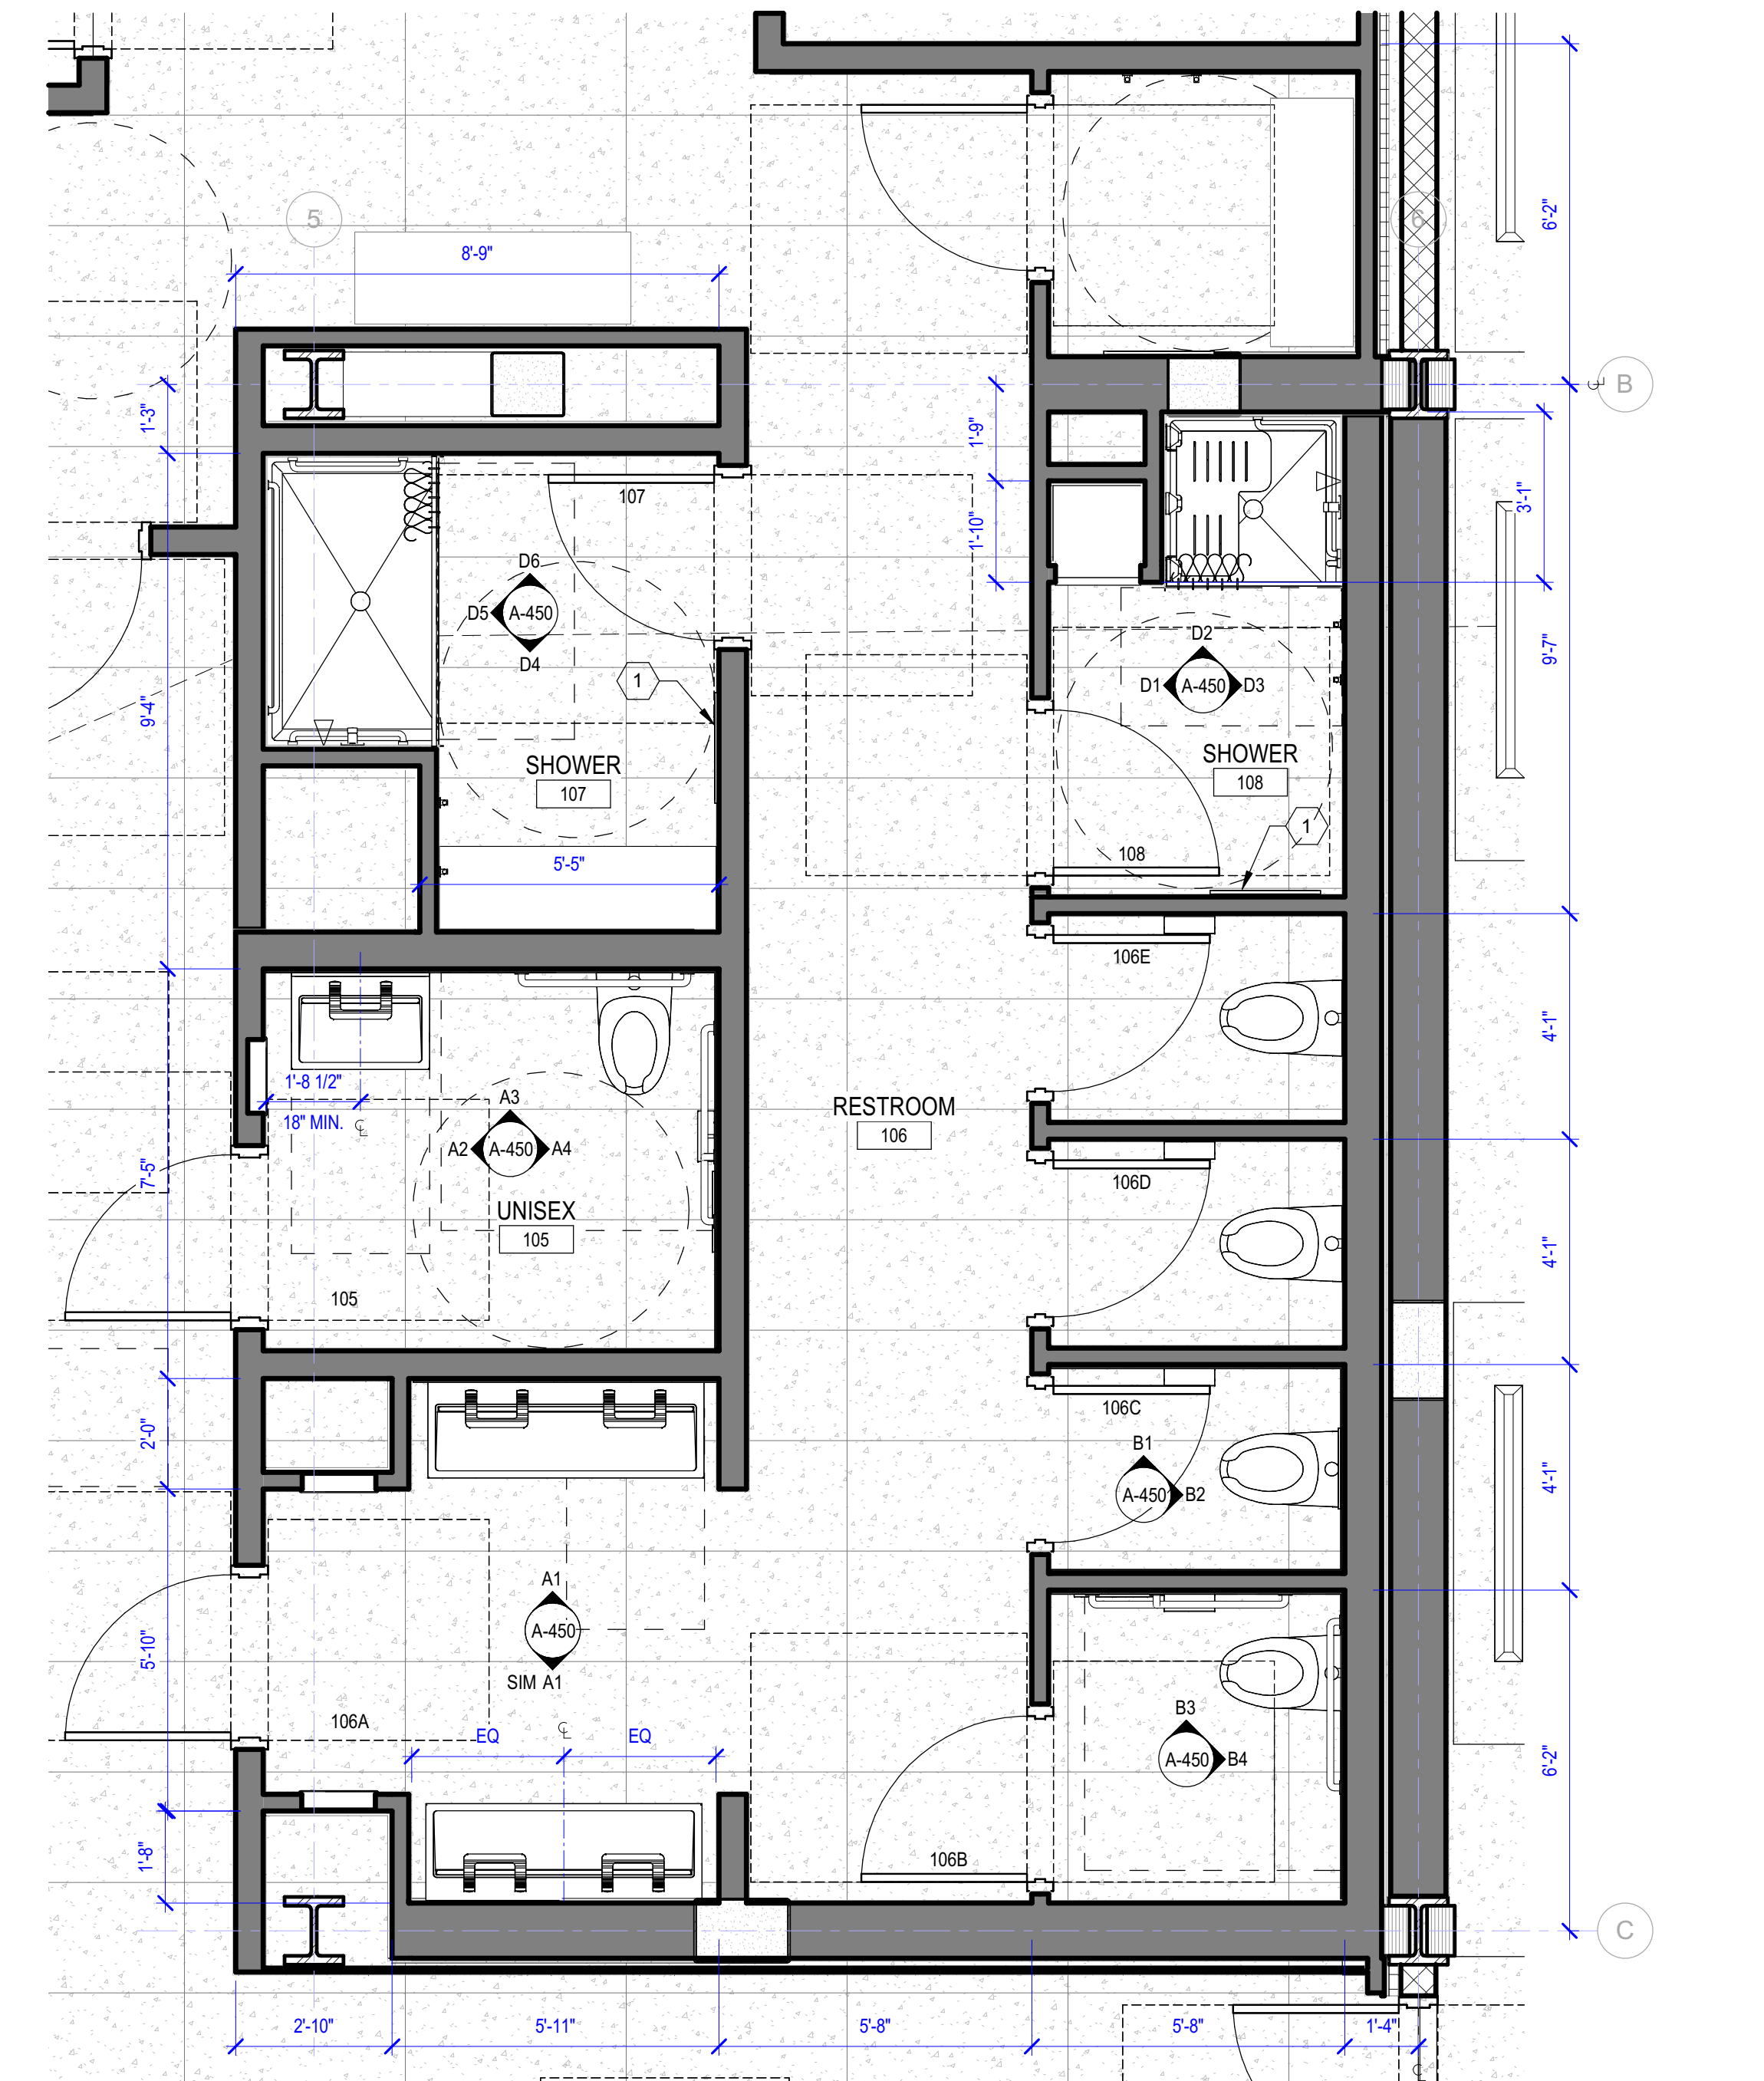 5
6
8'-9"
6'-2"
B
1'-3"
1'-9"
3'-1"
107
1'-10"
D6
D5 A-450
D4
D2
D1 A-450 D3
9'-7"
1
9'-4"
SHOWER
107
SHOWER
108
1
108
5'-5"
106E
4'-1"
1'-8 1/2"
18" MIN.
A3
A2 A-450 A4
RESTROOM
106
7'-5"
106D
UNISEX
105
4'-1"
105
106C
2'-0"
B1
A-450 B2
4'-1"
A1
A-450
SIM A1
5'-10"
106A
EQ
EQ
B3
A-450 B4
6'-2"
1'-8"
106B
C
2'-10"
5'-11"
5'-8"
5'-8"
1'-4"